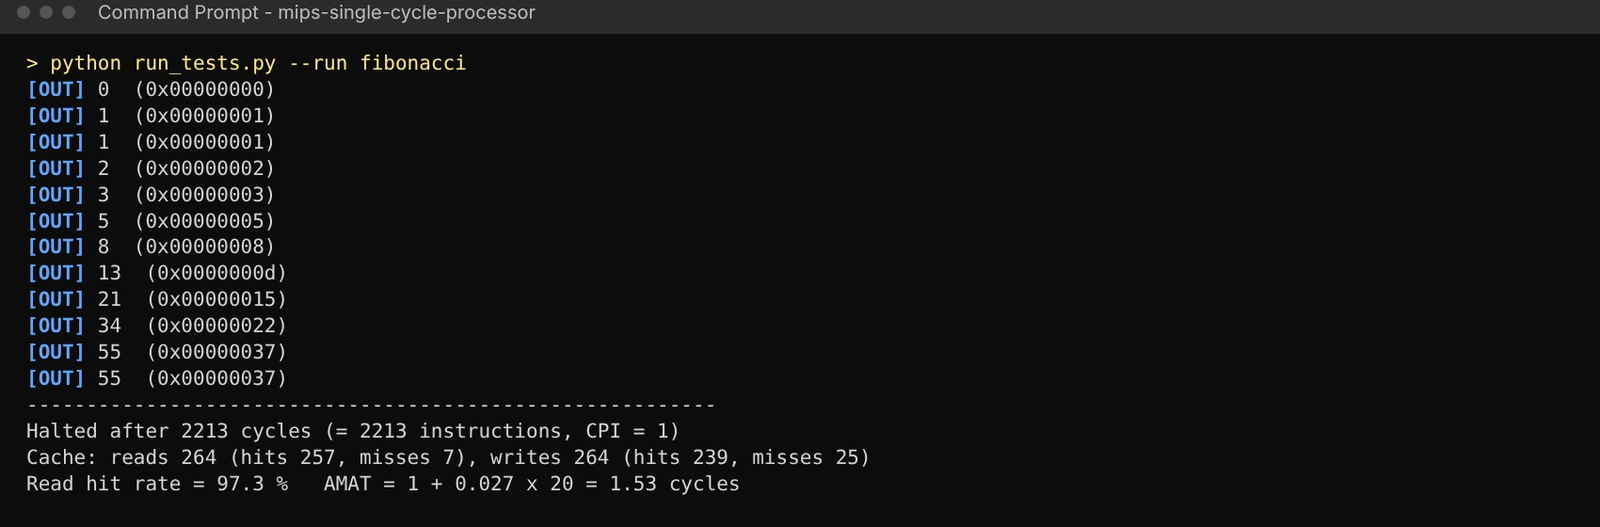 Command Prompt - mips-single-cycle-processor
> python run_tests.py --run fibonacci
[OUT] 0  (0x00000000)
[OUT] 1  (0x00000001)
[OUT] 1  (0x00000001)
[OUT] 2  (0x00000002)
[OUT] 3  (0x00000003)
[OUT] 5  (0x00000005)
[OUT] 8  (0x00000008)
[OUT] 13  (0x0000000d)
[OUT] 21  (0x00000015)
[OUT] 34  (0x00000022)
[OUT] 55  (0x00000037)
[OUT] 55  (0x00000037)
----------------------------------------------------------
Halted after 2213 cycles (= 2213 instructions, CPI = 1)
Cache: reads 264 (hits 257, misses 7), writes 264 (hits 239, misses 25)
Read hit rate = 97.3 %   AMAT = 1 + 0.027 x 20 = 1.53 cycles